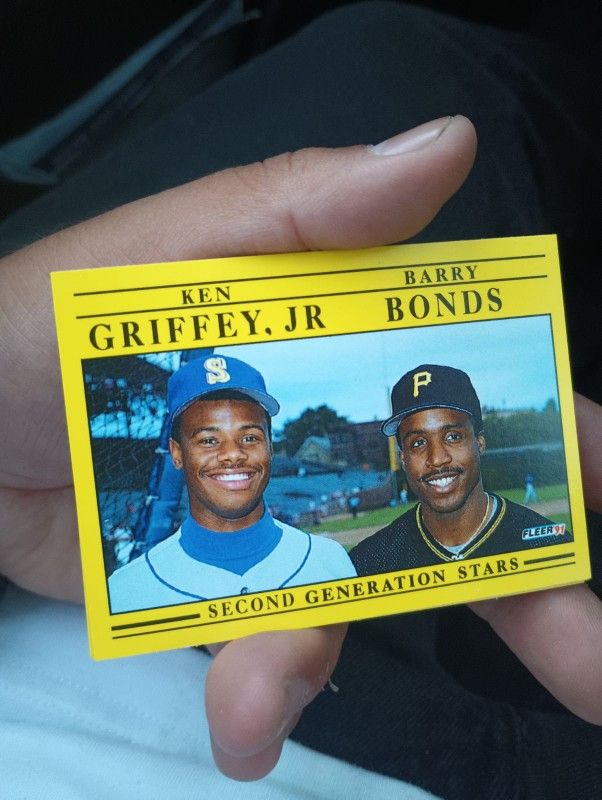 KEN
GRIFFEY, JR
BARRY
BONDS
S
P
FLEER '91
SECOND GENERATION STARS